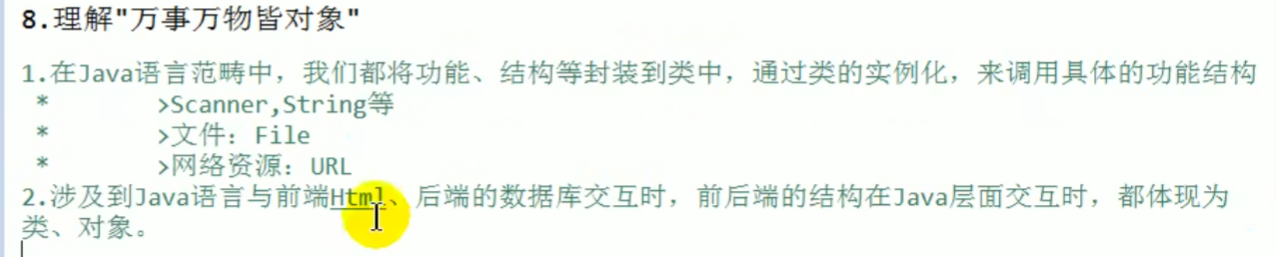 8.理解"万事万物皆对象"
1.在Java语言范畴中，我们都将功能、结构等封装到类中，通过类的实例化，来调用具体的功能结构
* >Scanner,String等
* >文件：File
* >网络资源：URL
2.涉及到Java语言与前端Html、后端的数据库交互时，前后端的结构在Java层面交互时，都体现为
类、对象。